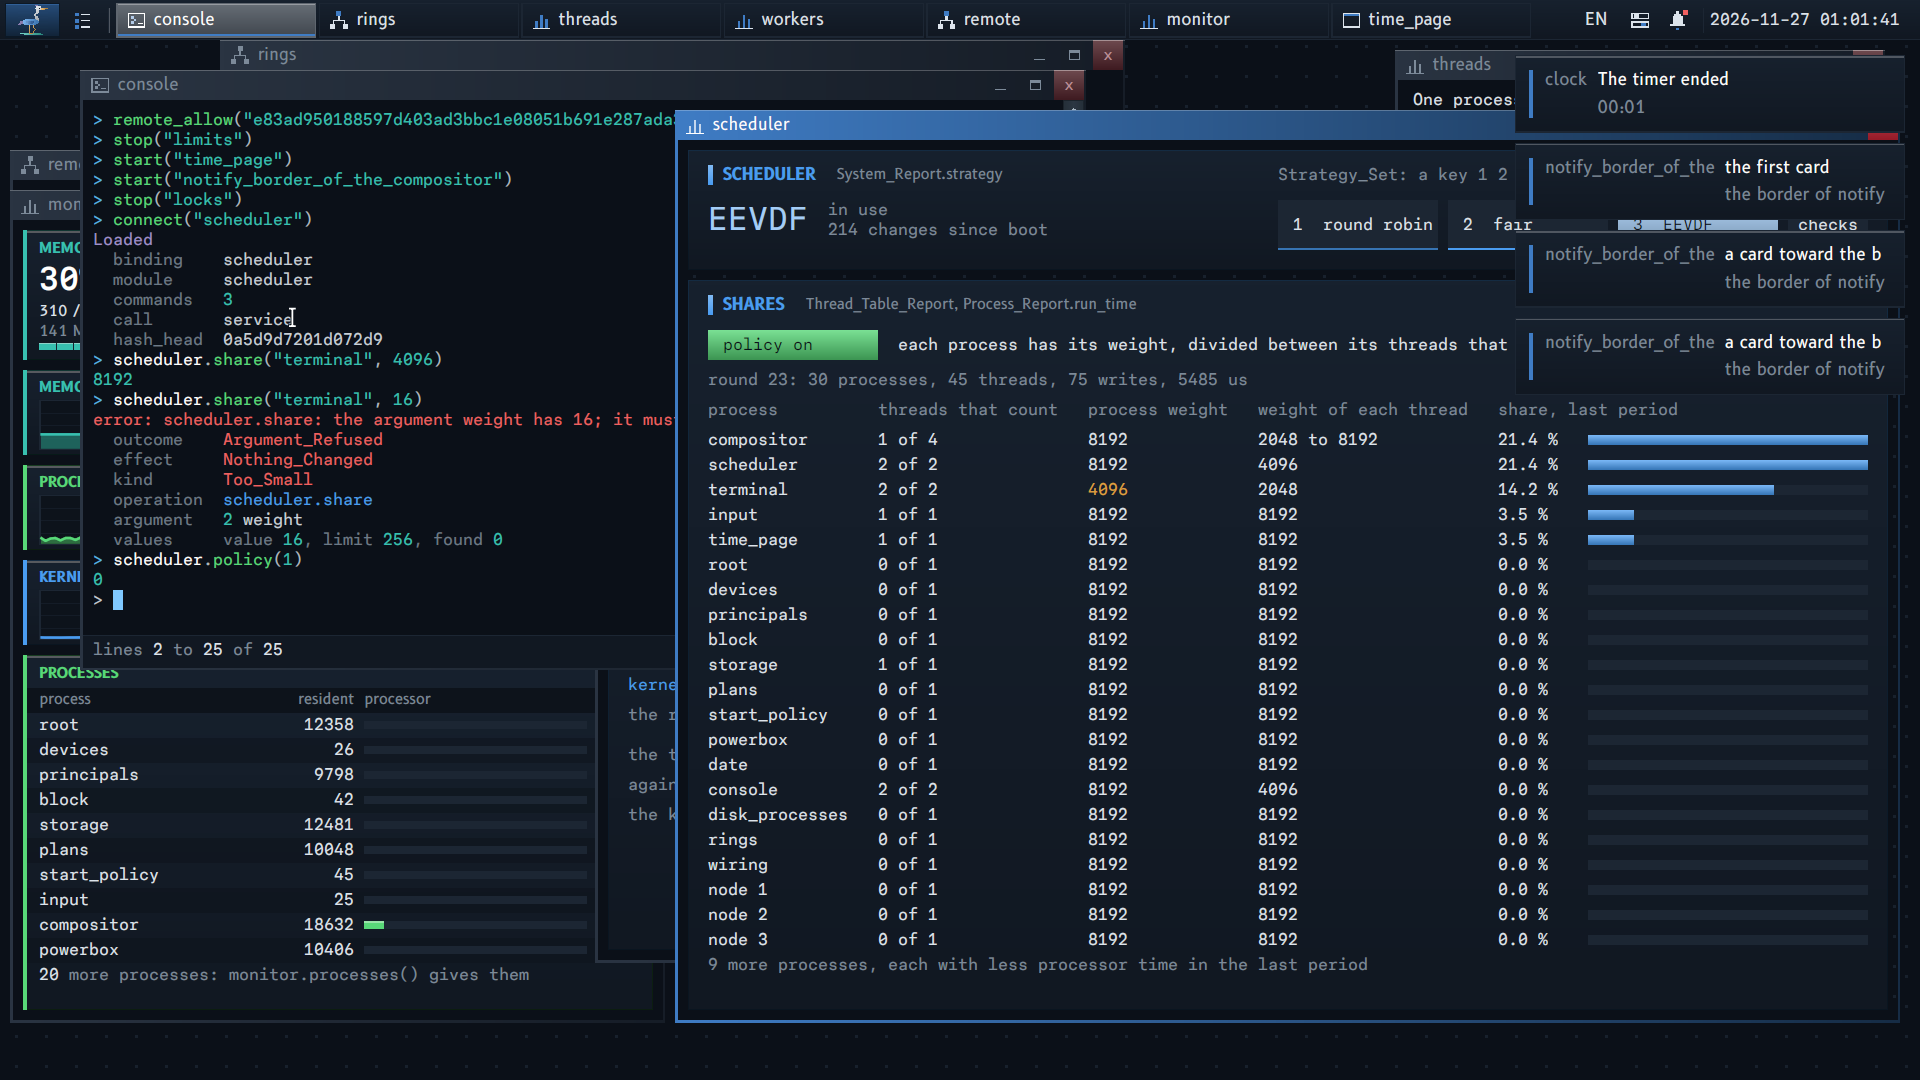 console
rings
threads
workers
remote
monitor
time_page
EN
2026-11-27 01:01:41
rings
x
threads
One proces
console
x
> remote_allow("e83ad950188597d403ad3bbc1e08051b691e287ada
> stop("limits")
> start("time_page")
> start("notify_border_of_the_compositor")
> stop("locks")
> connect("scheduler")
Loaded
binding scheduler
module scheduler
commands 3
call service
hash_head 0a5d9d7201d072d9
> scheduler.share("terminal", 4096)
8192
> scheduler.share("terminal", 16)
error: scheduler.share: the argument weight has 16; it mus
outcome Argument_Refused
effect Nothing_Changed
kind Too_Small
operation scheduler.share
argument 2 weight
values value 16, limit 256, found 0
> scheduler.policy(1)
0
>
lines 2 to 25 of 25
rem
mon
MEMO
30
310 /
141 M
MEMO
PROC
KERN
PROCESSES
process resident processor
root 12358
devices 26
principals 9798
block 42
storage 12481
plans 10048
start_policy 45
input 25
compositor 18632
powerbox 10406
20 more processes: monitor.processes() gives them
kerne
the r
the t
again
the k
scheduler
SCHEDULER System_Report.strategy
Strategy_Set: a key 1 2
EEVDF
in use
214 changes since boot
1 round robin
2 fair
3 EEVDF
checks
SHARES Thread_Table_Report, Process_Report.run_time
policy on
each process has its weight, divided between its threads that
round 23: 30 processes, 45 threads, 75 writes, 5485 us
process threads that count process weight weight of each thread share, last period
compositor 1 of 4 8192 2048 to 8192 21.4 %
scheduler 2 of 2 8192 4096 21.4 %
terminal 2 of 2 4096 2048 14.2 %
input 1 of 1 8192 8192 3.5 %
time_page 1 of 1 8192 8192 3.5 %
root 0 of 1 8192 8192 0.0 %
devices 0 of 1 8192 8192 0.0 %
principals 0 of 1 8192 8192 0.0 %
block 0 of 1 8192 8192 0.0 %
storage 1 of 1 8192 8192 0.0 %
plans 0 of 1 8192 8192 0.0 %
start_policy 0 of 1 8192 8192 0.0 %
powerbox 0 of 1 8192 8192 0.0 %
date 0 of 1 8192 8192 0.0 %
console 2 of 2 8192 4096 0.0 %
disk_processes 0 of 1 8192 8192 0.0 %
rings 0 of 1 8192 8192 0.0 %
wiring 0 of 1 8192 8192 0.0 %
node 1 0 of 1 8192 8192 0.0 %
node 2 0 of 1 8192 8192 0.0 %
node 3 0 of 1 8192 8192 0.0 %
9 more processes, each with less processor time in the last period
clock The timer ended
00:01
notify_border_of_the the first card
the border of notify
notify_border_of_the a card toward the b
the border of notify
notify_border_of_the a card toward the b
the border of notify